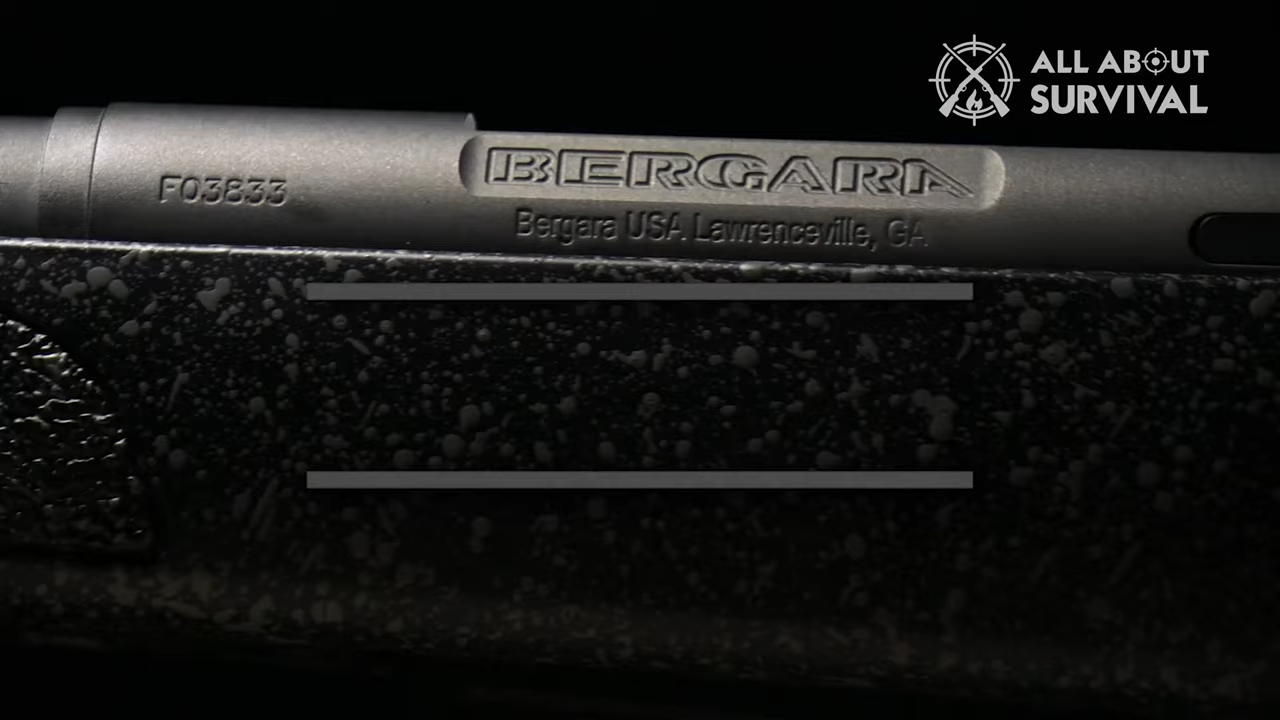 ALL ABOUT
SURVIVAL
BERGARA
F03833
Bergara USA Lawrenceville, GA